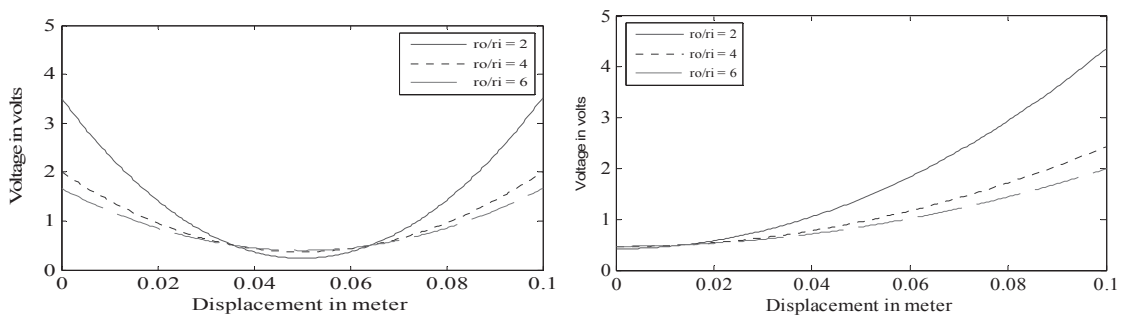 5
4
3
2
1
0
Voltage in volts
ro/ri = 2
ro/ri = 4
ro/ri = 6
0 0.02 0.04 0.06 0.08 0.1
Displacement in meter
5
4
3
2
1
0
Voltage in volts
ro/ri = 2
ro/ri = 4
ro/ri = 6
0 0.02 0.04 0.06 0.08 0.1
Displacement in meter